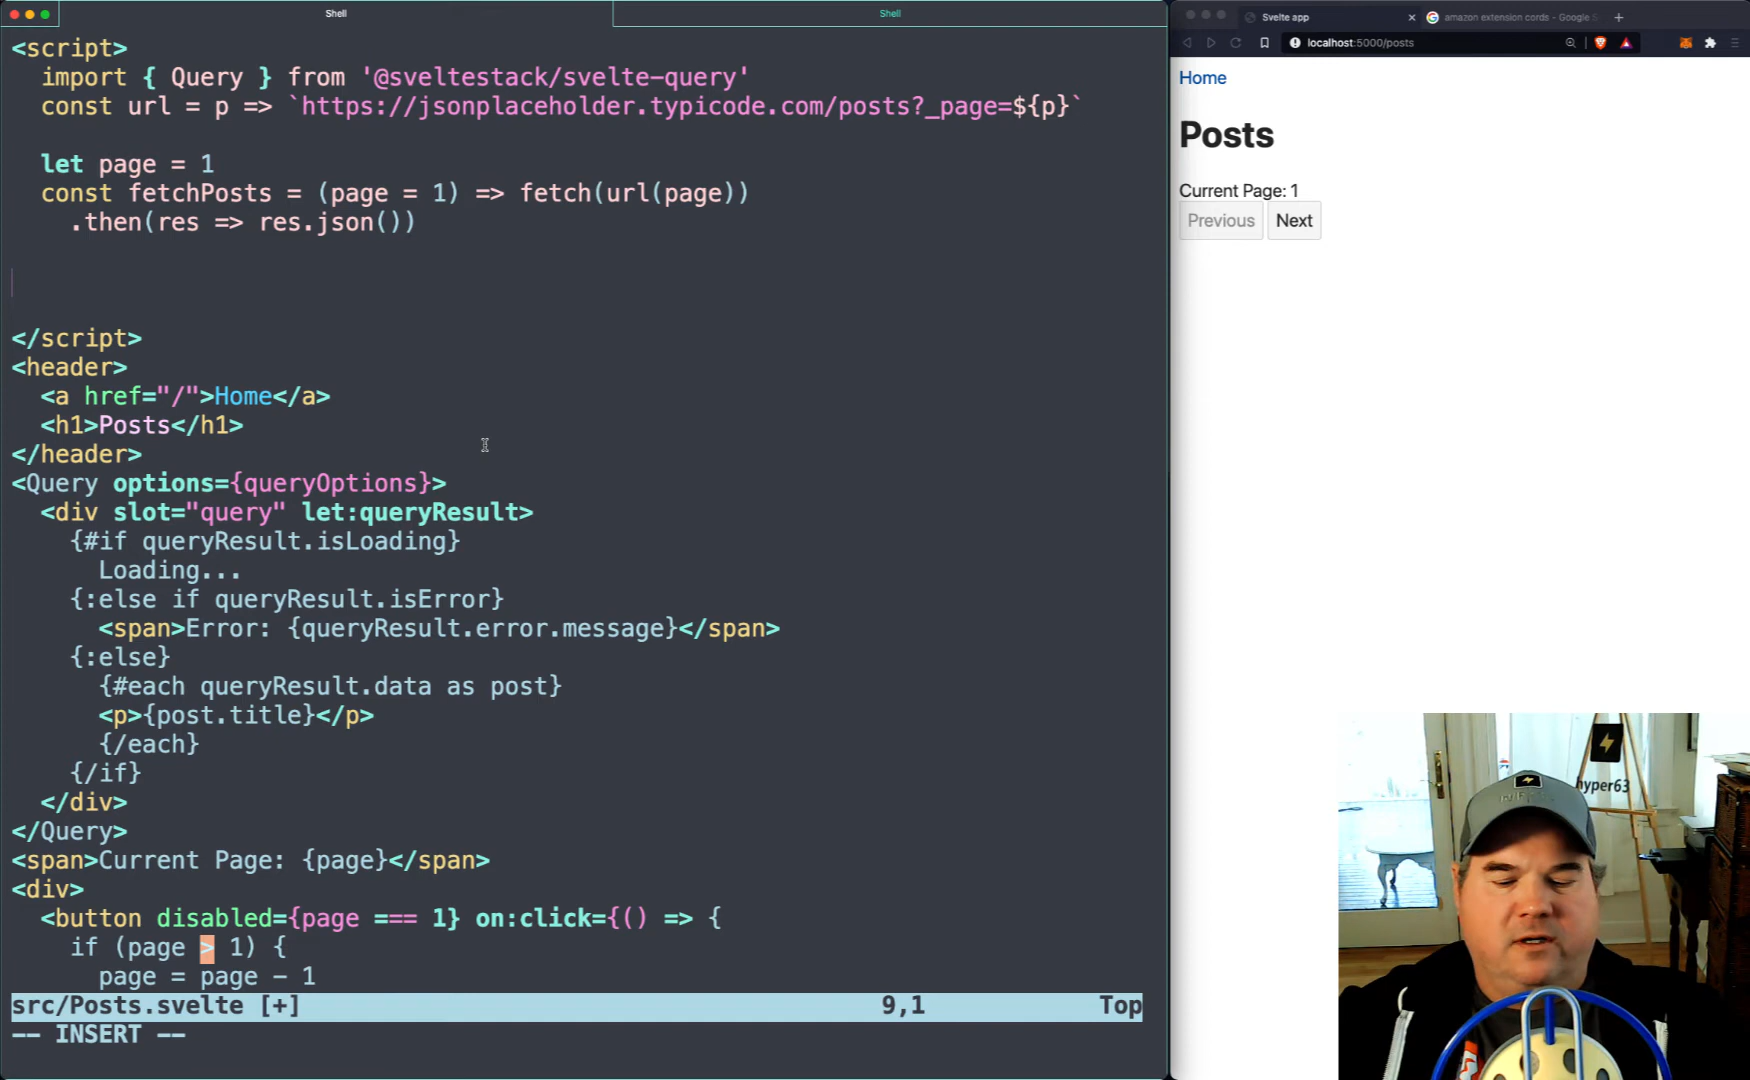 Shell
Shell
<script>
import { Query } from '@sveltestack/svelte-query'
const url = p => `https://jsonplaceholder.typicode.com/posts?_page=${p}`
let page = 1
const fetchPosts = (page = 1) => fetch(url(page))
.then(res => res.json())
</script>
<header>
<a href="/">Home</a>
<h1>Posts</h1>
</header>
<Query options={queryOptions}>
<div slot="query" let:queryResult>
{#if queryResult.isLoading}
Loading...
{:else if queryResult.isError}
<span>Error: {queryResult.error.message}</span>
{:else}
{#each queryResult.data as post}
<p>{post.title}</p>
{/each}
{/if}
</div>
</Query>
<span>Current Page: {page}</span>
<div>
<button disabled={page === 1} on:click={() => {
if (page > 1) {
page = page - 1
src/Posts.svelte [+] 9,1 Top
-- INSERT --
Svelte app
amazon extension cords - Google S
localhost:5000/posts
Home
Posts
Current Page: 1
Previous Next
hyper63